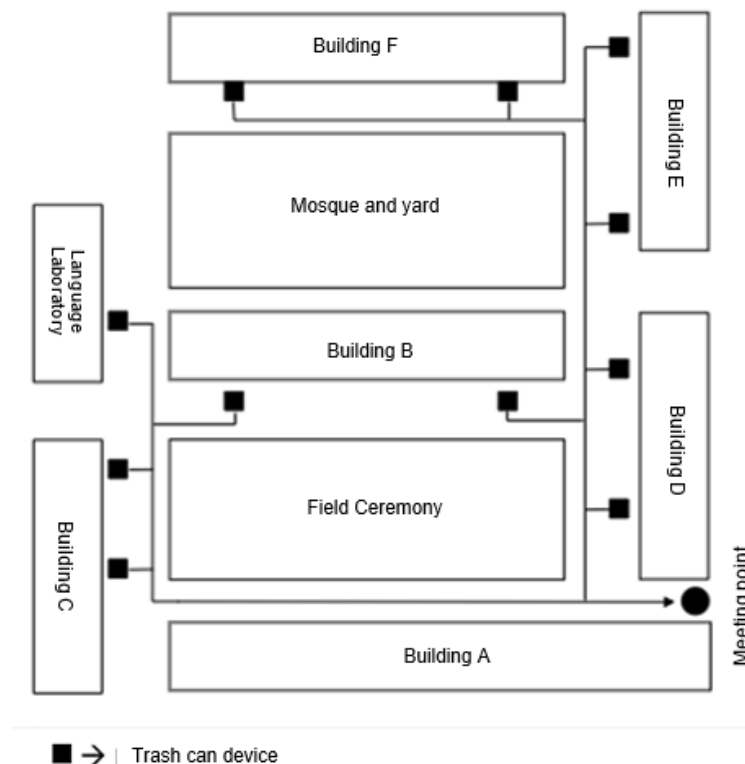 Building F
Building E
Mosque and yard
Language
Laboratory
Building B
Building D
Field Ceremony
Building C
Meeting point
Building A
Trash can device